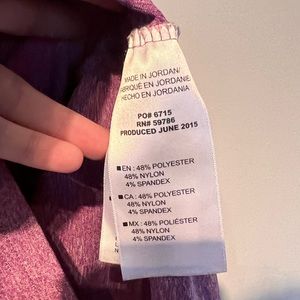 MADE IN JORDAN/
FABRIQUÉ EN JORDANIE
HECHO EN JORDANIA
PO# 6715
RN# 59786
PRODUCED JUNE 2015
■ EN : 48% POLYESTER
48% NYLON
4% SPANDEX
■ CA : 48% POLYESTER
48% NYLON
4% SPANDEX
■ MX : 48% POLIÉSTER
48% NYLON
4% SPANDEX